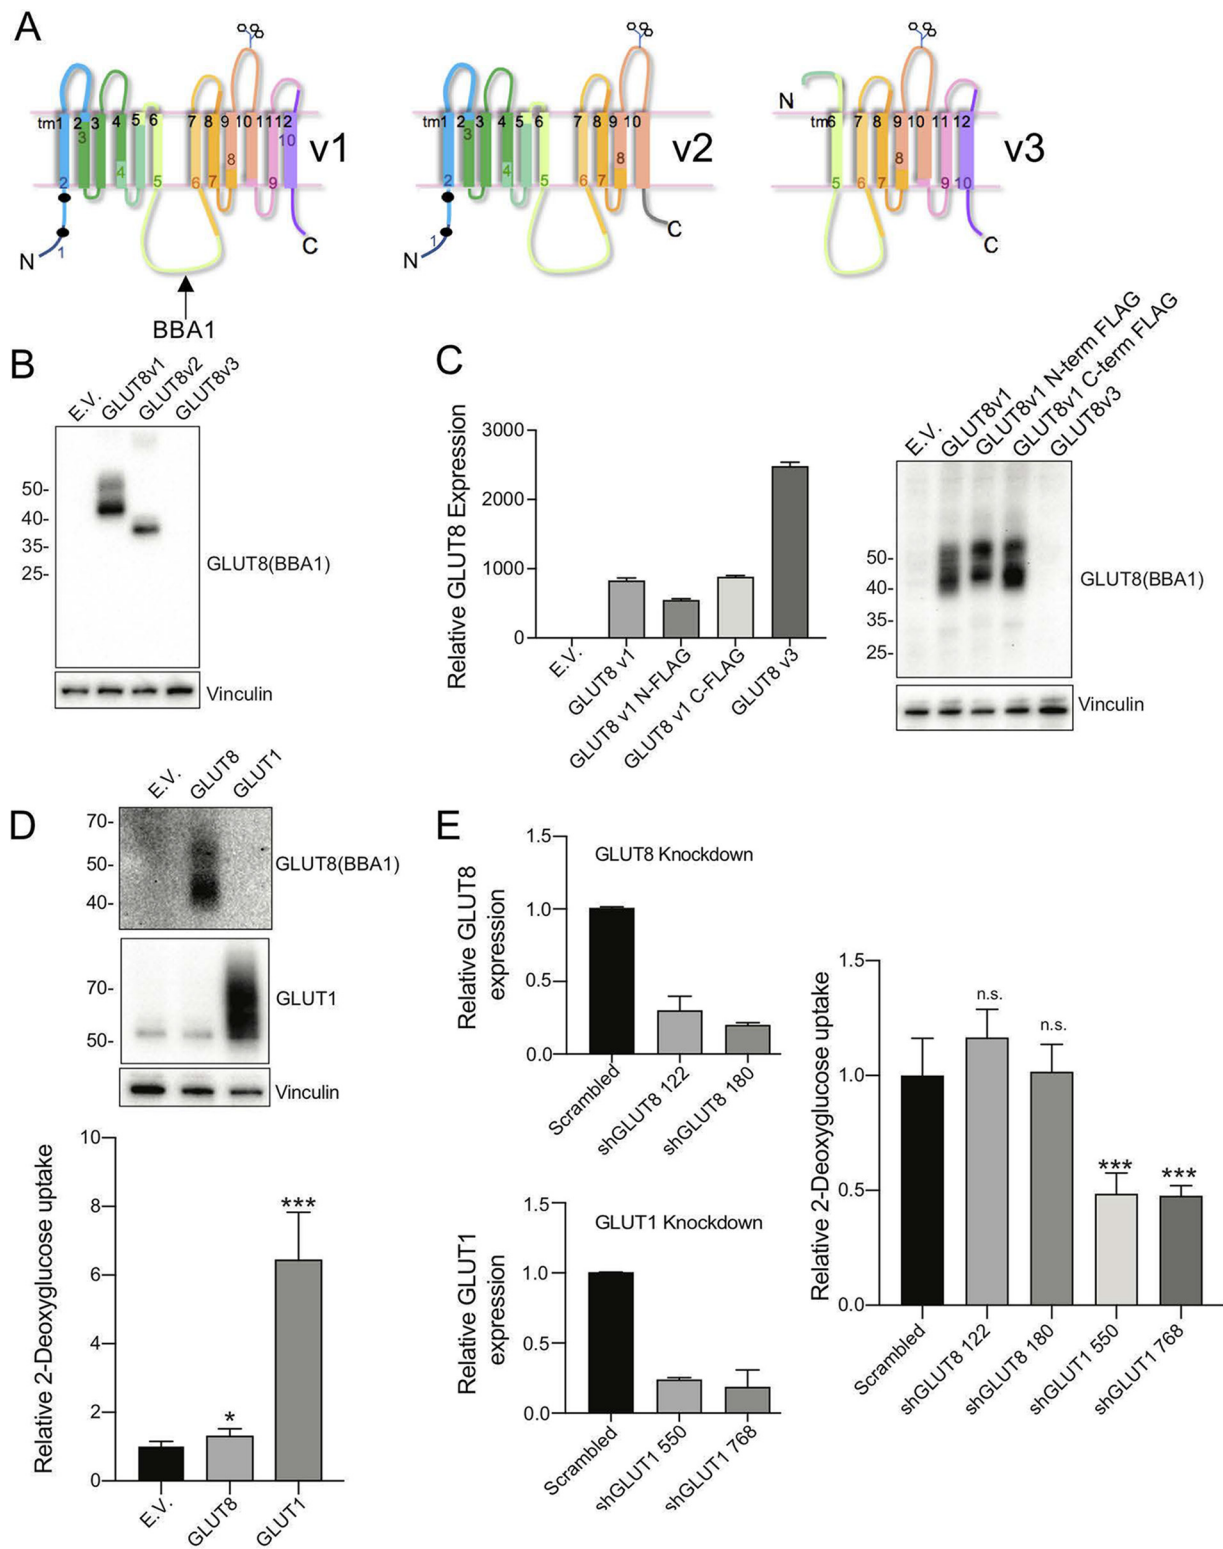 A
tm1 2 3 4 5 6 7 8 9 10 11 12
3 4 8 10
2 5 6 7 9
1
N
C
v1
BBA1
tm1 2 3 4 5 6 7 8 9 10
3 4 8
2 5 6 7
1
N
C
v2
N
tm6 7 8 9 10 11 12
8
5 6 7 9 10
C
v3
B
E.V.
GLUT8v1
GLUT8v2
GLUT8v3
50-
40-
35-
25-
GLUT8(BBA1)
Vinculin
C
Relative GLUT8 Expression
3000
2000
1000
0
E.V.
GLUT8 v1
GLUT8 v1 N-FLAG
GLUT8 v1 C-FLAG
GLUT8 v3
E.V.
GLUT8v1
GLUT8v1 N-term FLAG
GLUT8v1 C-term FLAG
GLUT8v3
50-
40-
35-
25-
GLUT8(BBA1)
Vinculin
D
E.V.
GLUT8
GLUT1
70-
50-
40-
GLUT8(BBA1)
70-
50-
GLUT1
Vinculin
Relative 2-Deoxyglucose uptake
10
8
6
4
2
0
*
***
E.V.
GLUT8
GLUT1
E
Relative GLUT8
expression
1.5
1.0
0.5
0.0
GLUT8 Knockdown
Scrambled
shGLUT8 122
shGLUT8 180
Relative GLUT1
expression
1.5
1.0
0.5
0.0
GLUT1 Knockdown
Scrambled
shGLUT1 550
shGLUT1 768
Relative 2-Deoxyglucose uptake
1.5
1.0
0.5
0.0
n.s.
n.s.
***
***
Scrambled
shGLUT8 122
shGLUT8 180
shGLUT1 550
shGLUT1 768